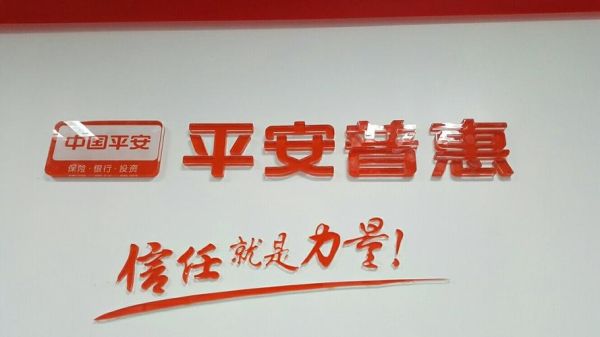 中国平安
保险·银行·投资
平安普惠
信任就是力量!